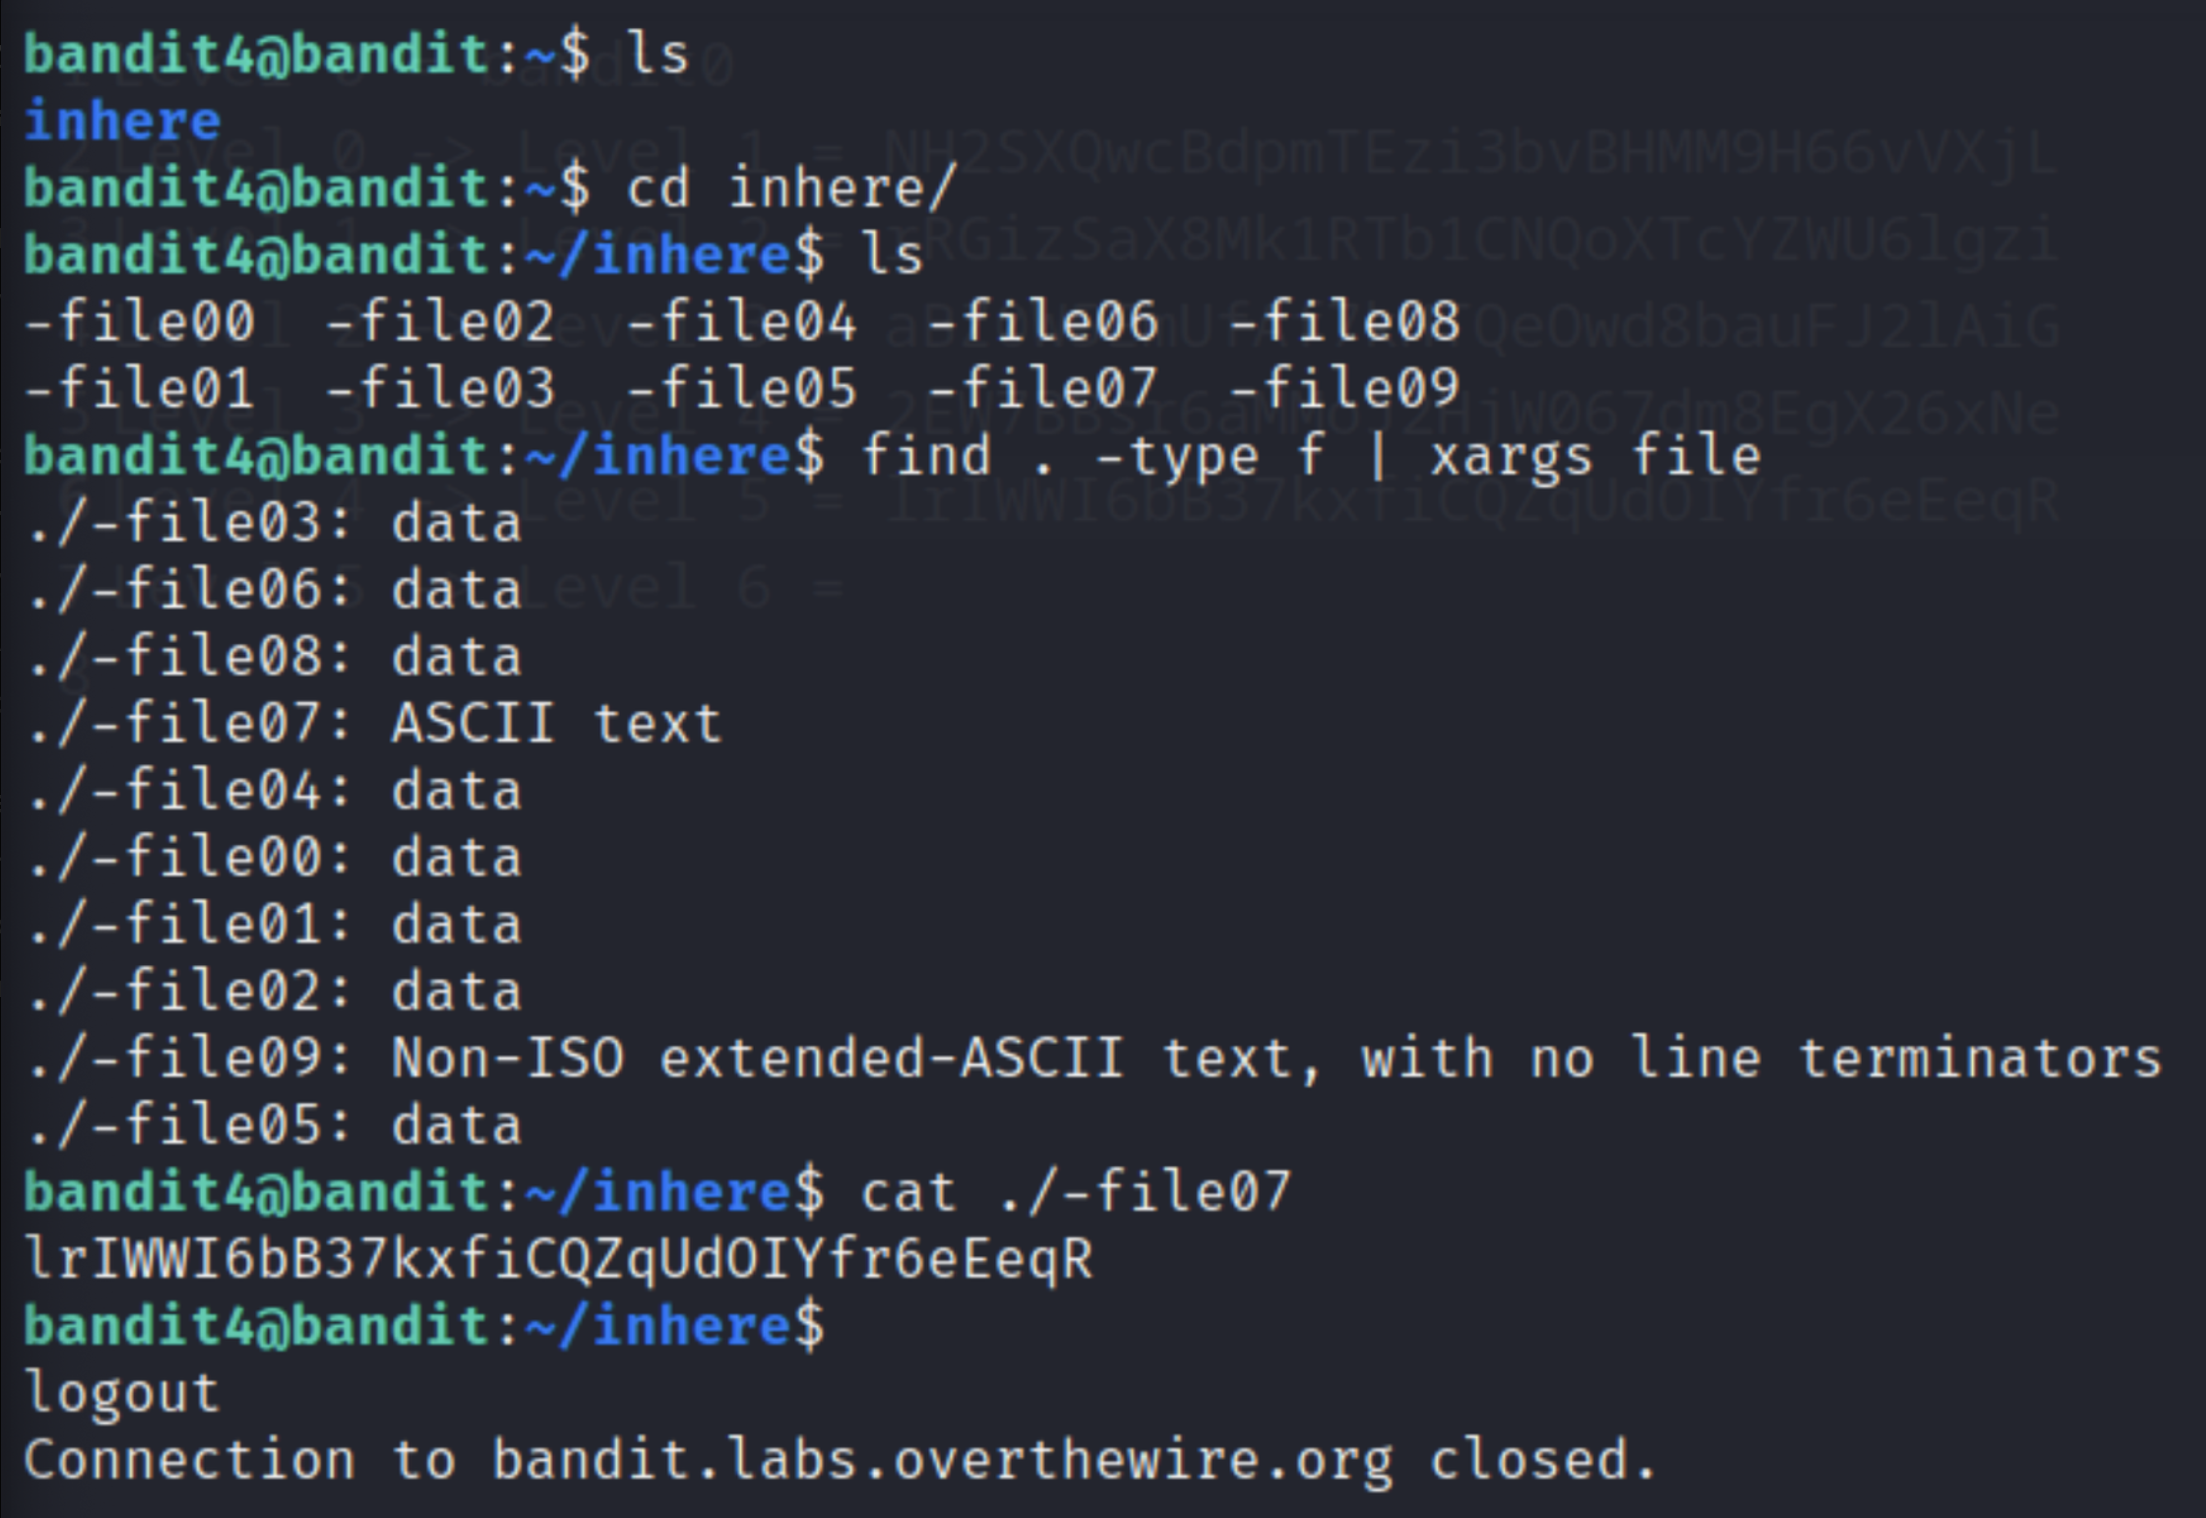 bandit4@bandit:~$ ls
inhere
bandit4@bandit:~$ cd inhere/
bandit4@bandit:~/inhere$ ls
-file00  -file02  -file04  -file06  -file08
-file01  -file03  -file05  -file07  -file09
bandit4@bandit:~/inhere$ find . -type f | xargs file
./-file03: data
./-file06: data
./-file08: data
./-file07: ASCII text
./-file04: data
./-file00: data
./-file01: data
./-file02: data
./-file09: Non-ISO extended-ASCII text, with no line terminators
./-file05: data
bandit4@bandit:~/inhere$ cat ./-file07
lrIWWI6bB37kxfiCQZqUdOIYfr6eEeqR
bandit4@bandit:~/inhere$
logout
Connection to bandit.labs.overthewire.org closed.